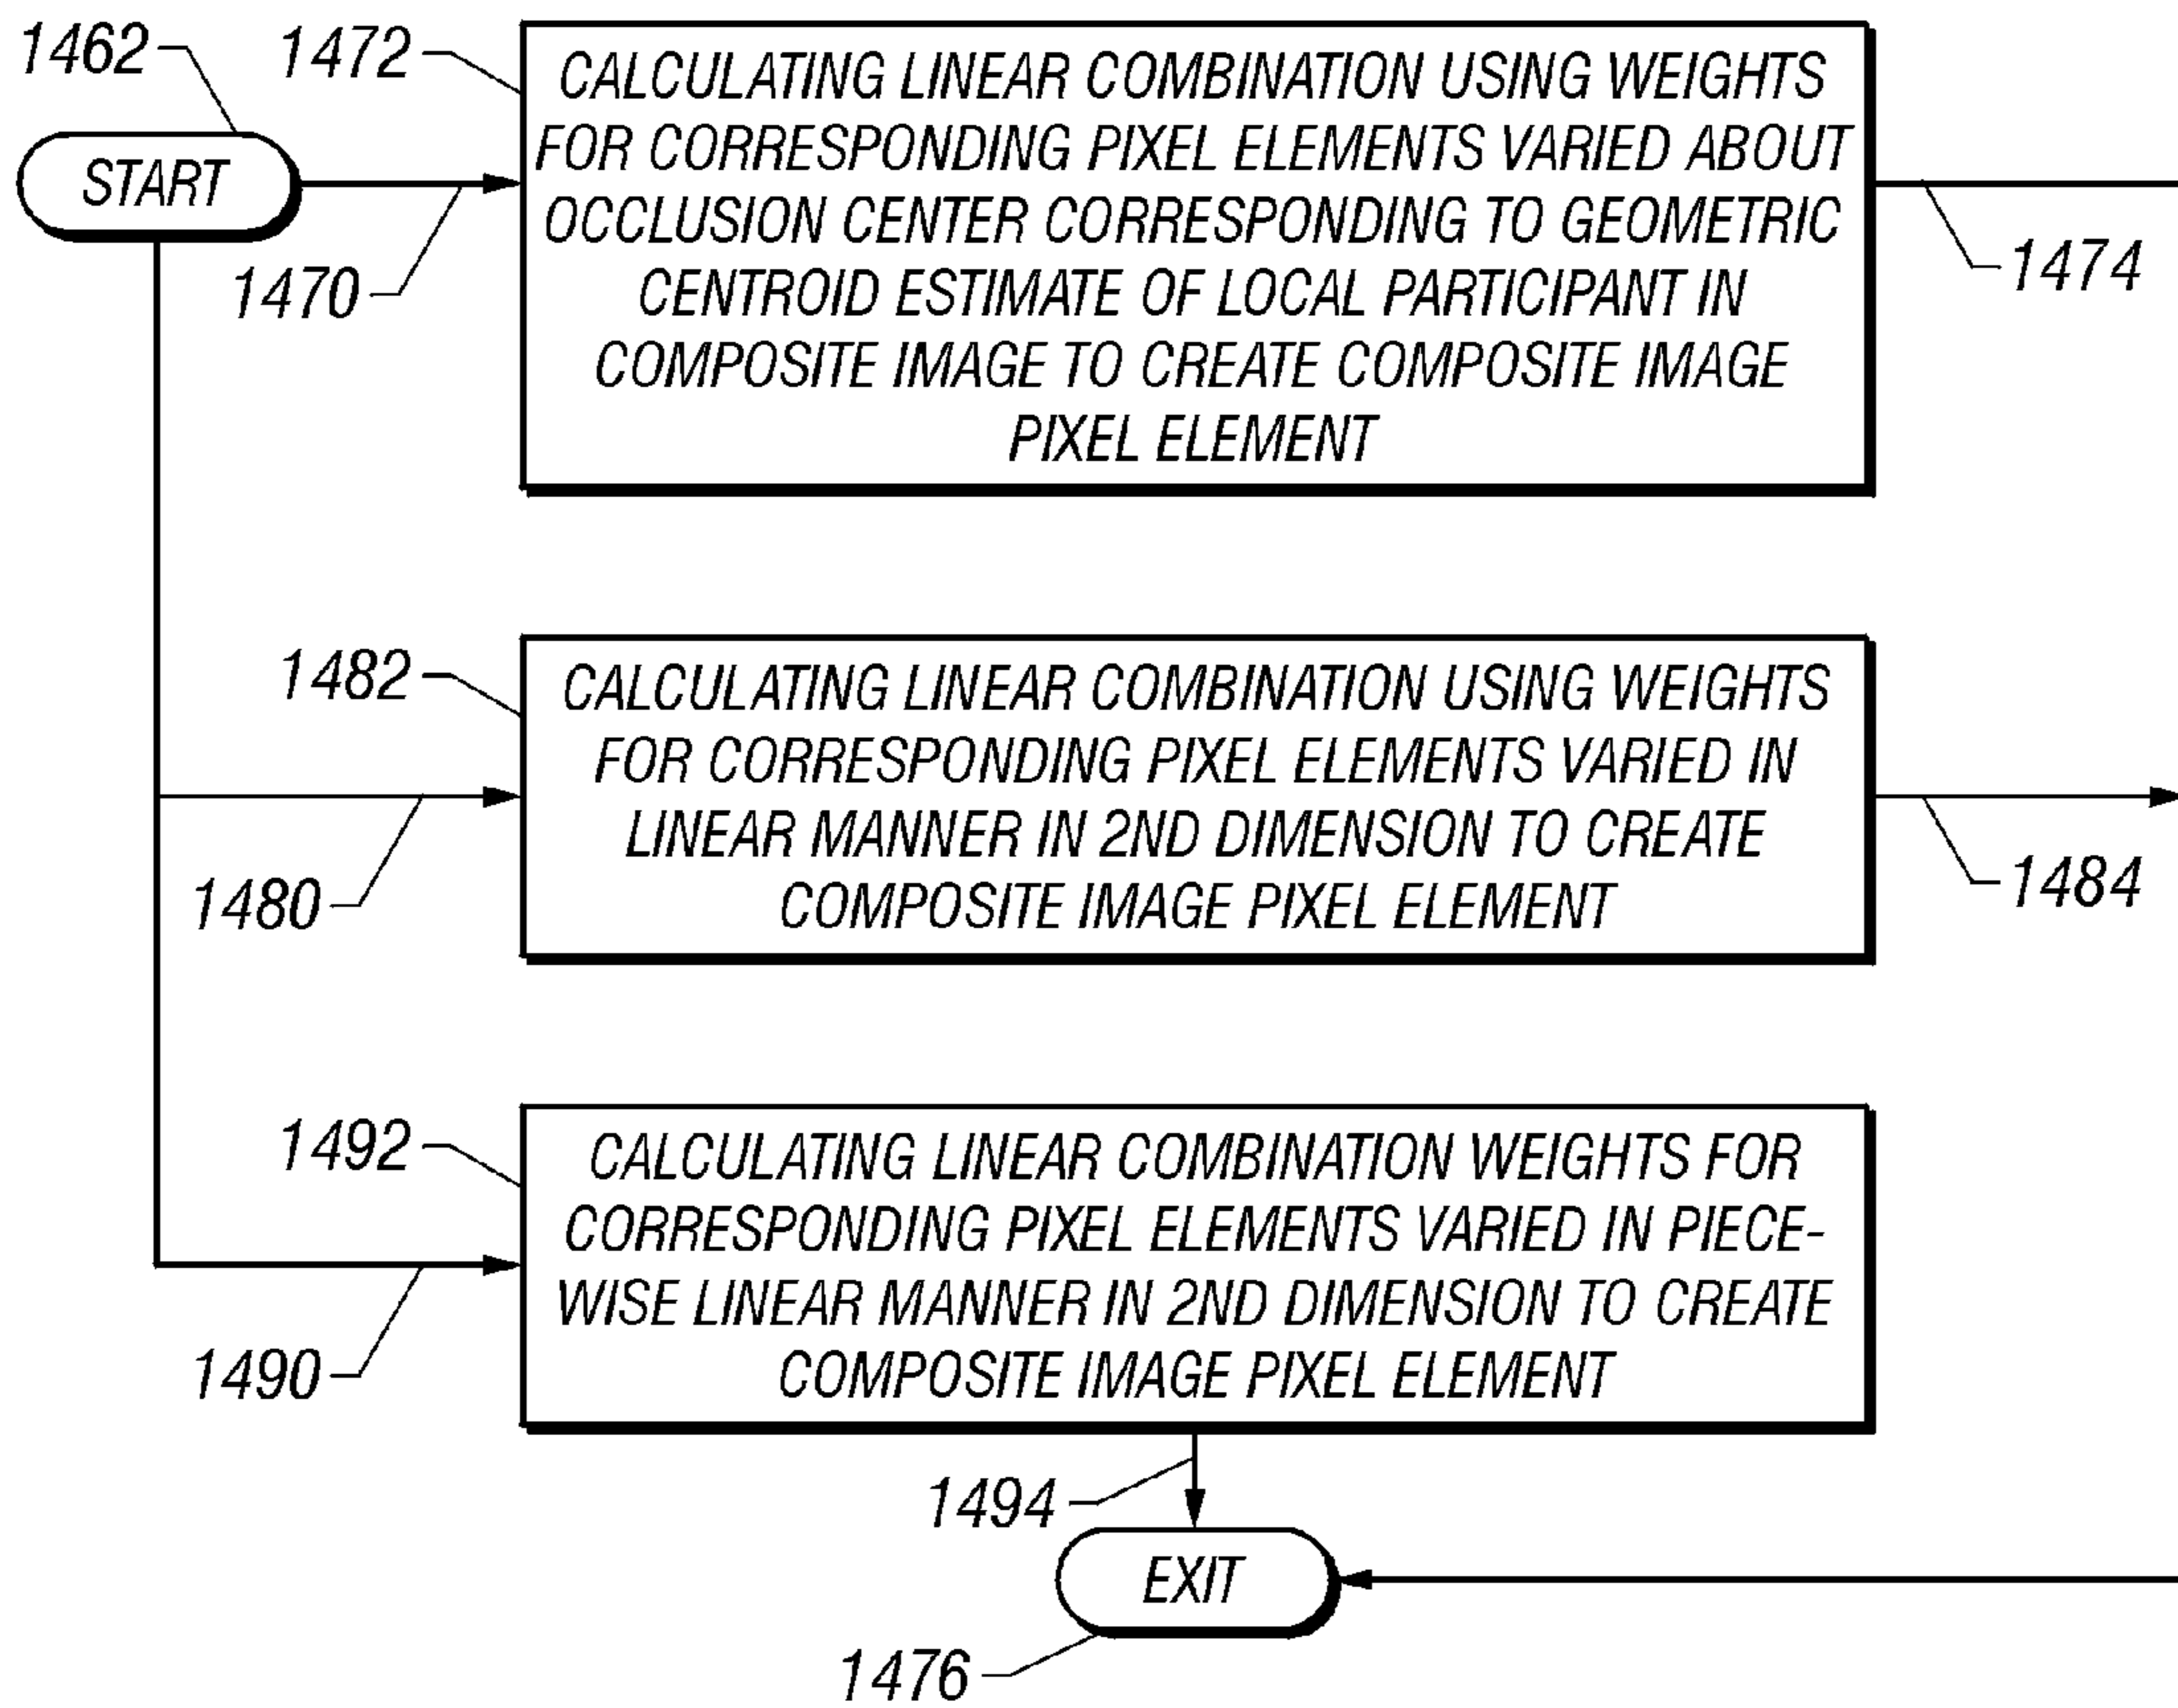 1462
1472
START
1470
CALCULATING LINEAR COMBINATION USING WEIGHTS
FOR CORRESPONDING PIXEL ELEMENTS VARIED ABOUT
OCCLUSION CENTER CORRESPONDING TO GEOMETRIC
CENTROID ESTIMATE OF LOCAL PARTICIPANT IN
COMPOSITE IMAGE TO CREATE COMPOSITE IMAGE
PIXEL ELEMENT
1474
1482
1480
CALCULATING LINEAR COMBINATION USING WEIGHTS
FOR CORRESPONDING PIXEL ELEMENTS VARIED IN
LINEAR MANNER IN 2ND DIMENSION TO CREATE
COMPOSITE IMAGE PIXEL ELEMENT
1484
1492
1490
CALCULATING LINEAR COMBINATION WEIGHTS FOR
CORRESPONDING PIXEL ELEMENTS VARIED IN PIECE-
WISE LINEAR MANNER IN 2ND DIMENSION TO CREATE
COMPOSITE IMAGE PIXEL ELEMENT
1494
EXIT
1476